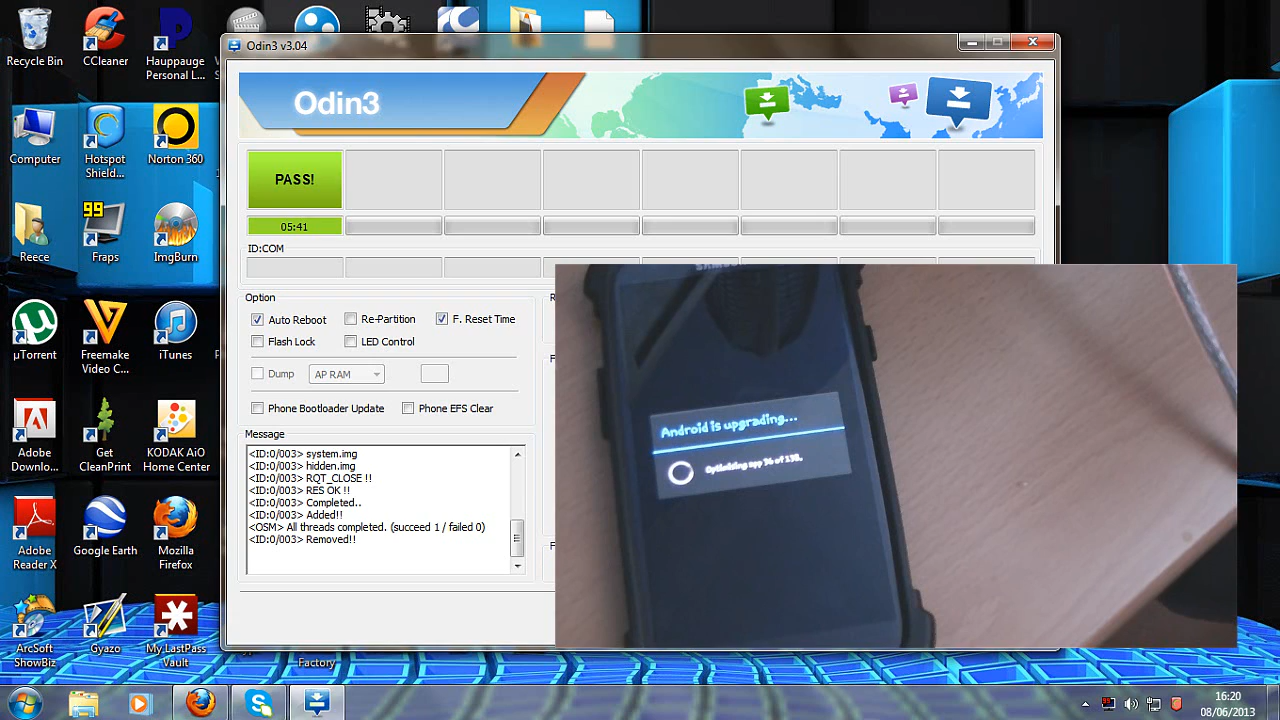 Odin3 v3.04
Recycle Bin
CCleaner
Hauppauge
Personal L...
Odin3
Computer
Hotspot
Shield...
Norton 360
PASS!
05:41
ID:COM
99
Reece
Fraps
ImgBurn
Option
Auto Reboot
Re-Partition
F. Reset Time
Flash Lock
LED Control
Dump
AP RAM
Phone Bootloader Update
Phone EFS Clear
µTorrent
Freemake
Video C...
iTunes
Message
<ID:0/003> system.img
<ID:0/003> hidden.img
<ID:0/003> RQT_CLOSE !!
<ID:0/003> RES OK !!
<ID:0/003> Completed..
<ID:0/003> Added!!
<OSM> All threads completed. (succeed 1 / failed 0)
<ID:0/003> Removed!!
Android is upgrading...
Adobe
Downlo...
Get
CleanPrint
KODAK AiO
Home Center
Adobe
Reader X
Google Earth
Mozilla
Firefox
ArcSoft
ShowBiz
Gyazo
My LastPass
Vault
Factory
16:20
08/06/2013